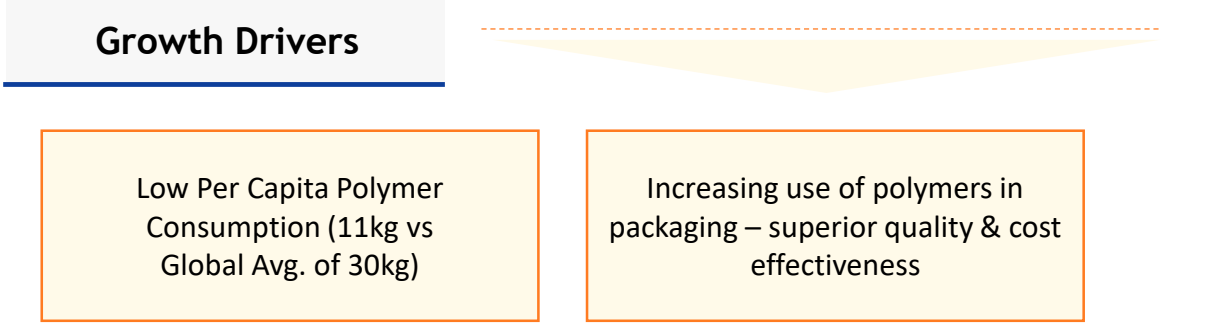 Growth Drivers
Low Per Capita Polymer
Consumption (11kg vs
Global Avg. of 30kg)
Increasing use of polymers in
packaging – superior quality & cost
effectiveness